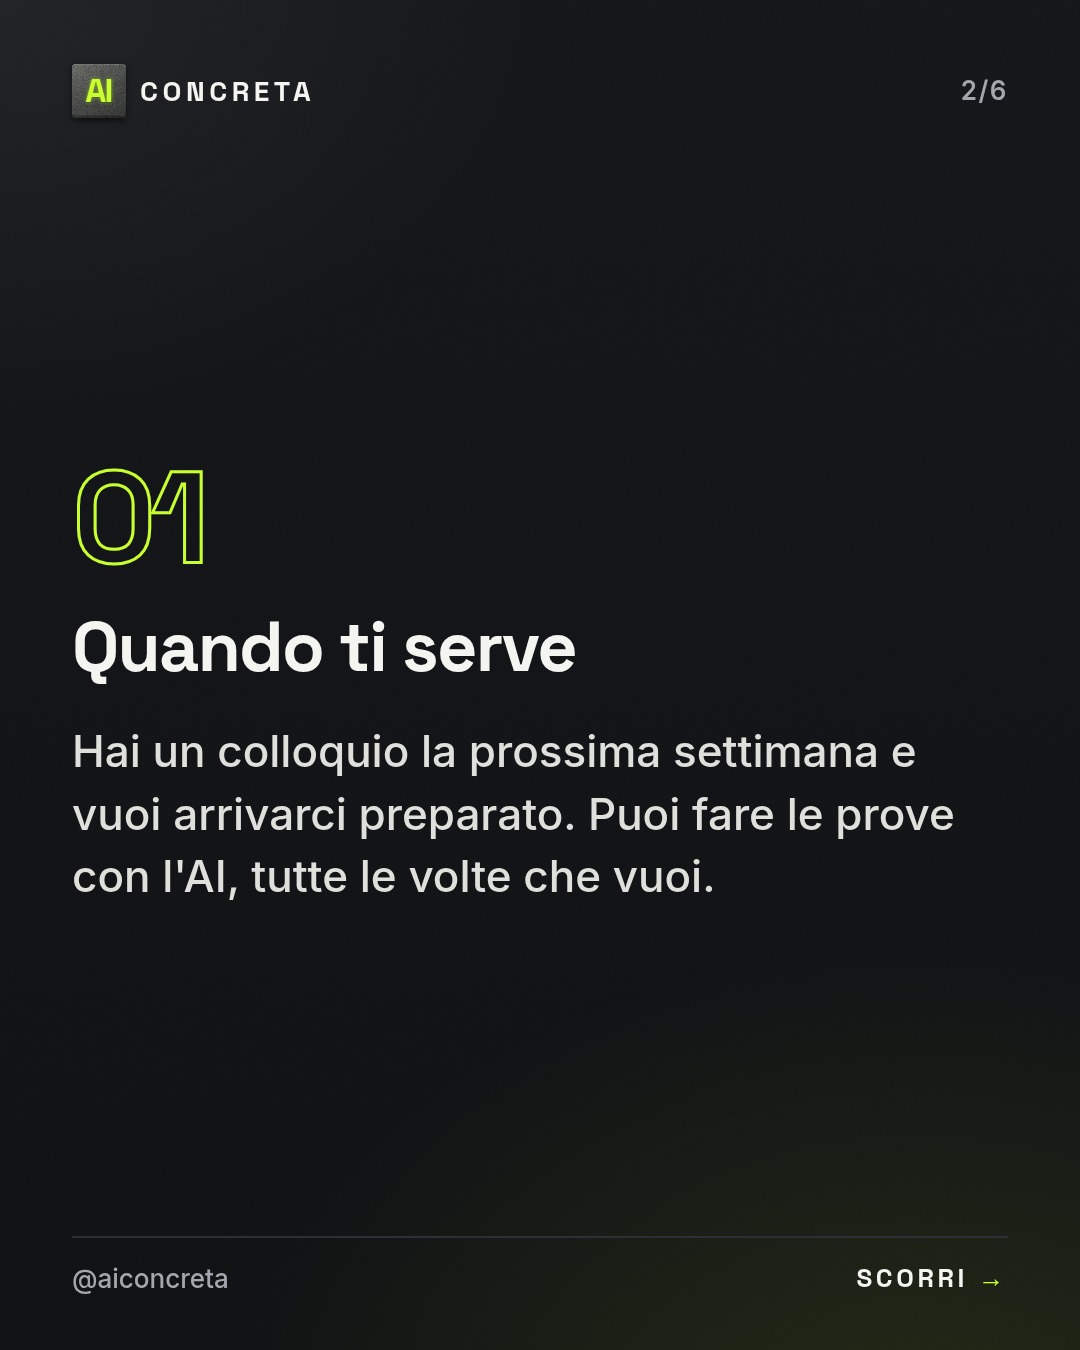 AI CONCRETA
2/6
01
Quando ti serve
Hai un colloquio la prossima settimana e
vuoi arrivarci preparato. Puoi fare le prove
con l'AI, tutte le volte che vuoi.
@aiconcreta
SCORRI →